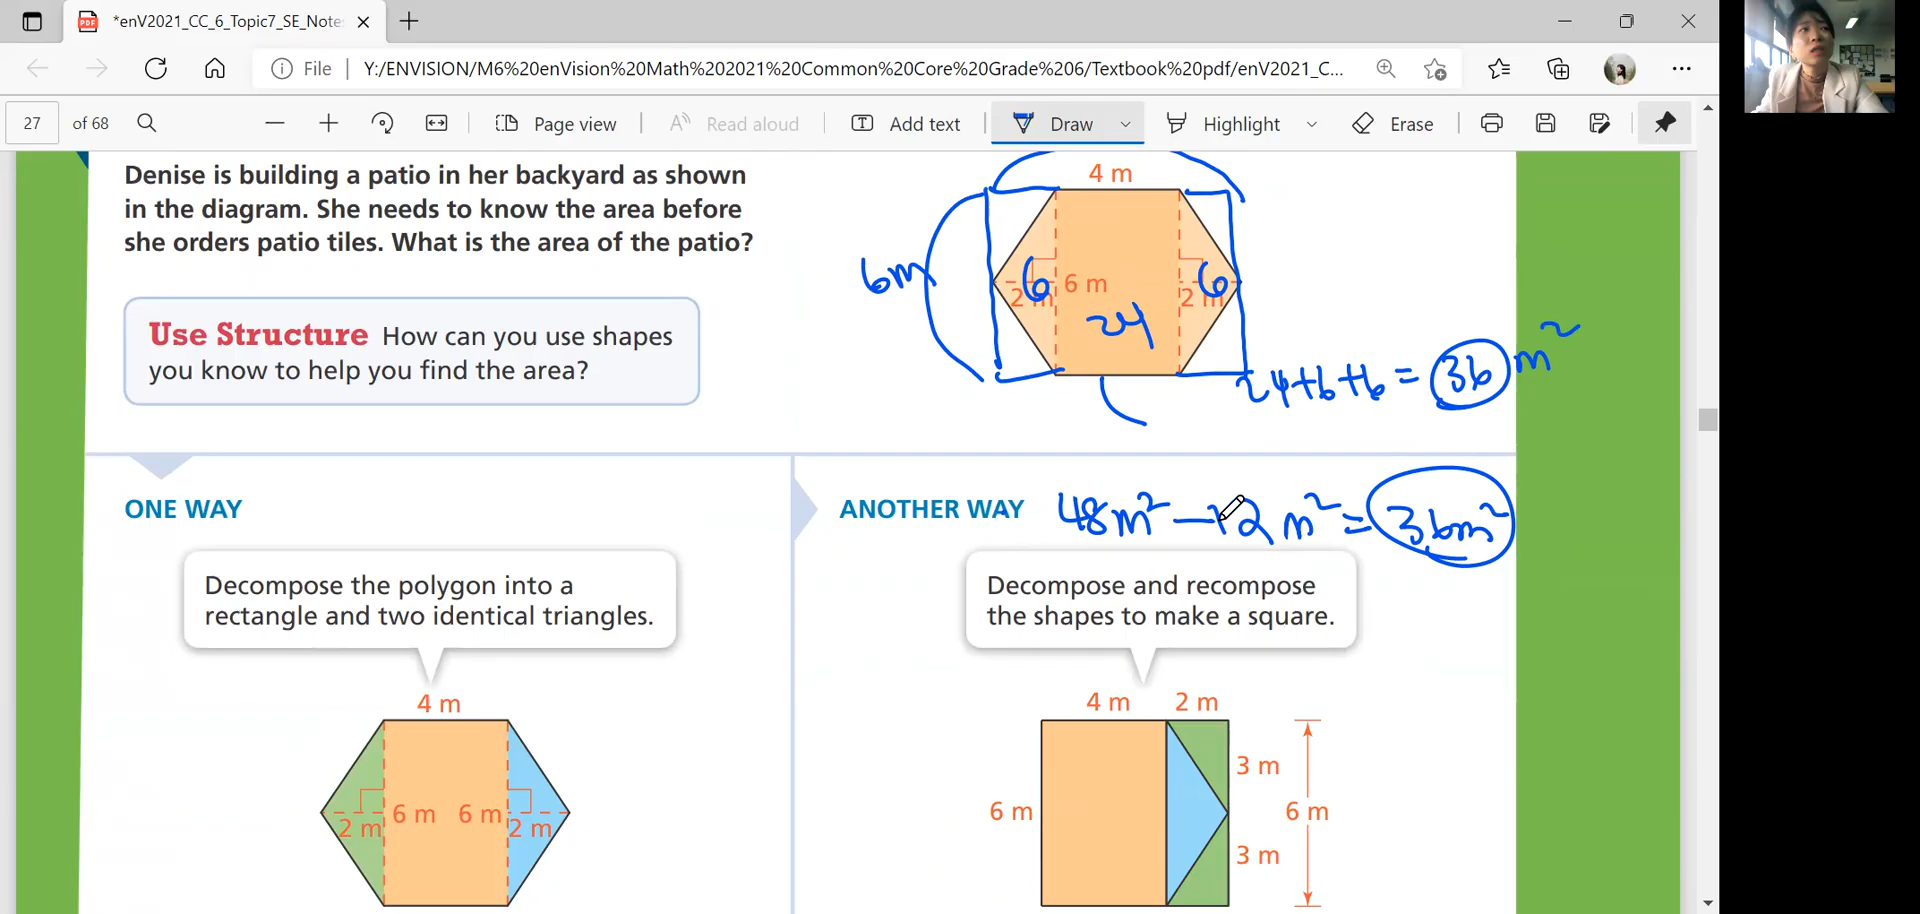 *enV2021_CC_6_Topic7_SE_Note
File Y:/ENVISION/M6%20enVision%20Math%202021%20Common%20Core%20Grade%206/Textbook%20pdf/enV2021_C...
27 of 68 Page view Read aloud Add text Draw Highlight Erase
Denise is building a patio in her backyard as shown
in the diagram. She needs to know the area before
she orders patio tiles. What is the area of the patio?
Use Structure How can you use shapes
you know to help you find the area?
4 m
6m
6 6 m 6
2 m 2 m
24
24+6+6 = 36 m²
ONE WAY
Decompose the polygon into a
rectangle and two identical triangles.
4 m
6 m 6 m
2 m 2 m
ANOTHER WAY 48m² – 12 m² = 36m²
Decompose and recompose
the shapes to make a square.
4 m 2 m
3 m
6 m 6 m
3 m